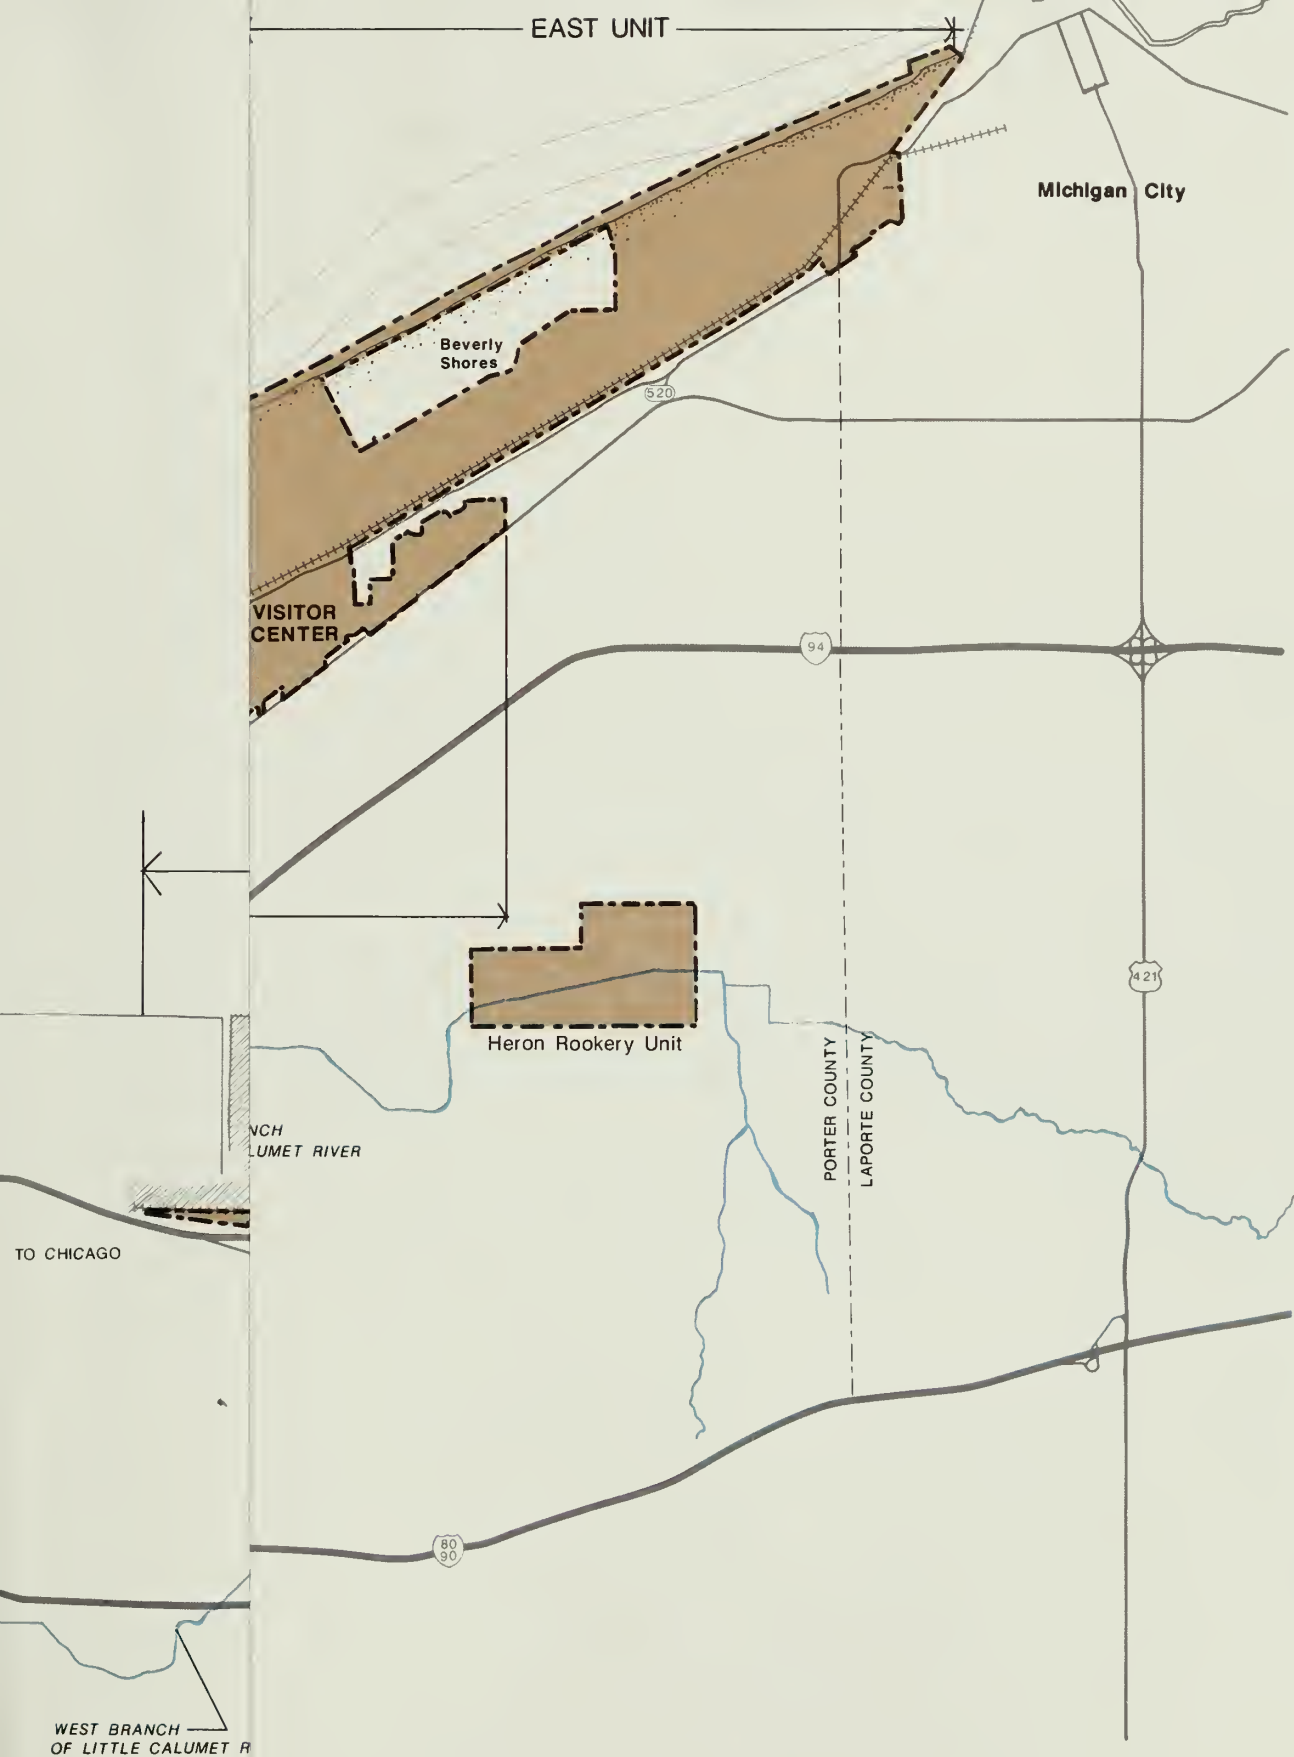 EAST UNIT
Michigan City
Beverly
Shores
520
VISITOR
CENTER
94
421
Heron Rookery Unit
PORTER COUNTY
LAPORTE COUNTY
NCH
LUMET RIVER
TO CHICAGO
80
90
WEST BRANCH
OF LITTLE CALUMET R